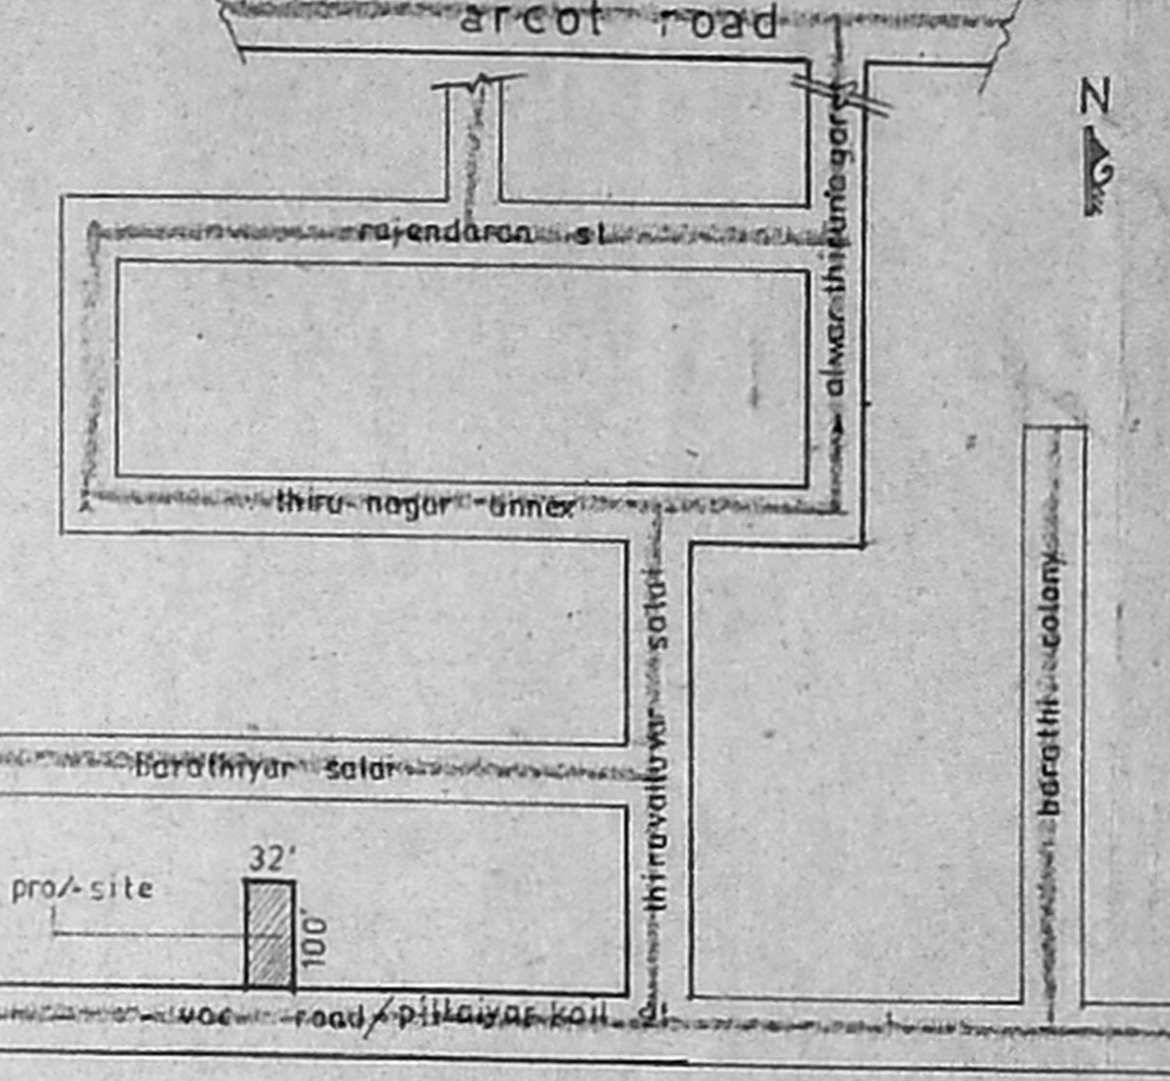 arcot road
N
alwar thirunagar
rajendaran st
thiru nagar annex
thiruvalluvar salai
barathi colony
barathiyar salai
32'
pro/-site
100'
voc road/pillaiyar koil st